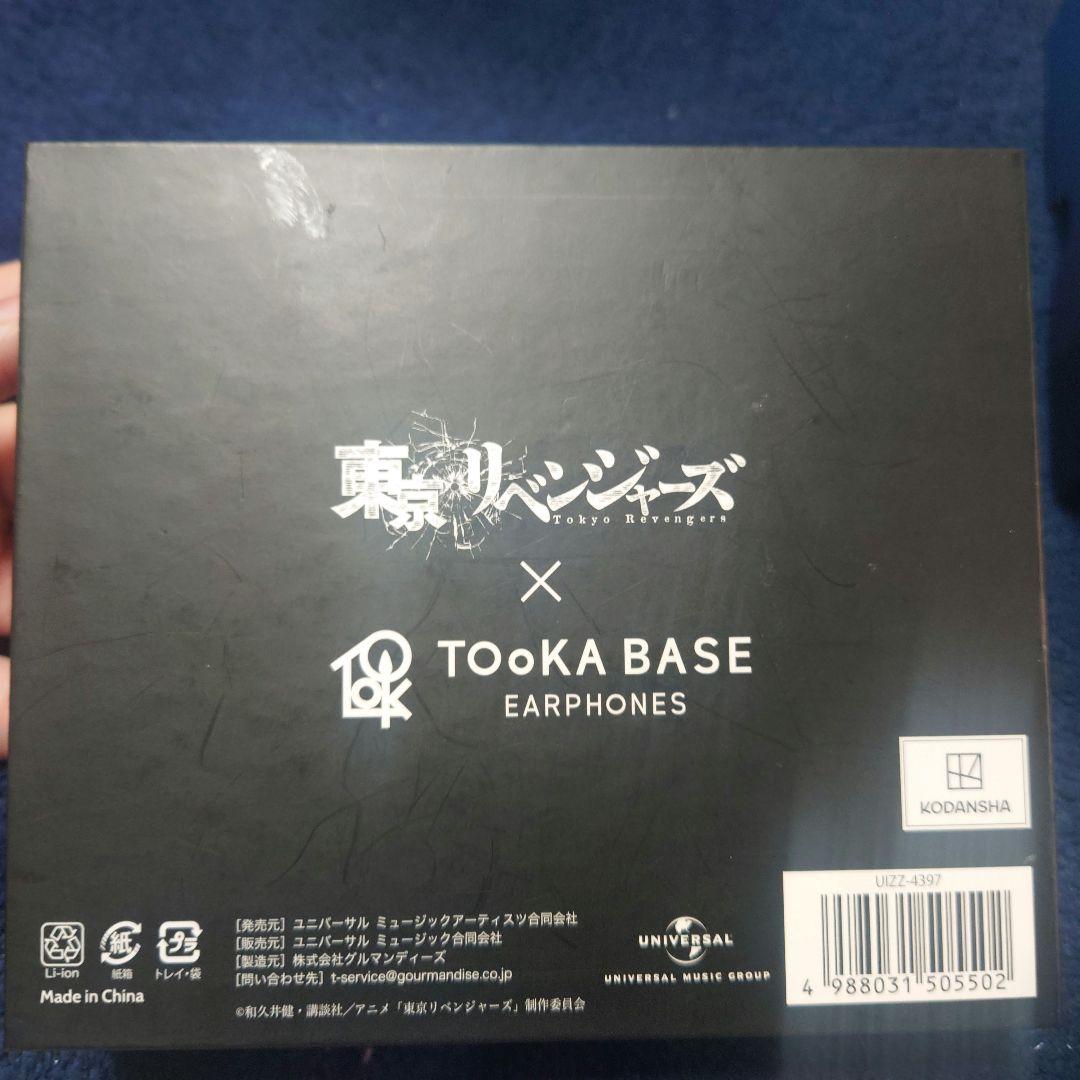 東京リベンジャーズ
Tokyo Revengers
×
TOoK
TOoKA BASE
EARPHONES
KODANSHA
UIZZ-4397
4 988031 505502
Li-ion
紙
紙箱
プラ
トレイ・袋
Made in China
[発売元] ユニバーサル ミュージックアーティスツ合同会社
[販売元] ユニバーサル ミュージック合同会社
[製造元] 株式会社グルマンディーズ
[問い合わせ先] t-service@gourmandise.co.jp
©和久井健・講談社/アニメ「東京リベンジャーズ」製作委員会
UNIVERSAL
UNIVERSAL MUSIC GROUP